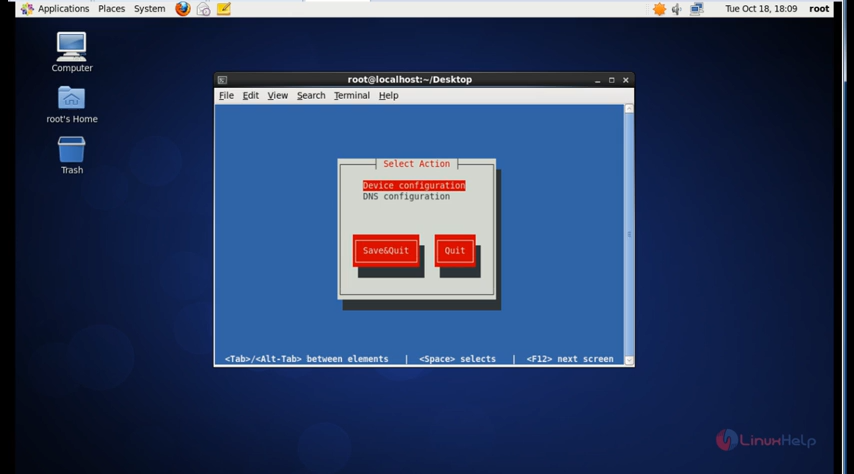 Applications Places System Tue Oct 18, 18:09 root
Computer
root's Home
Trash
root@localhost:~/Desktop
File Edit View Search Terminal Help
Select Action
Device configuration
DNS configuration
Save&Quit Quit
<Tab>/<Alt-Tab> between elements | <Space> selects | <F12> next screen
LinuxHelp